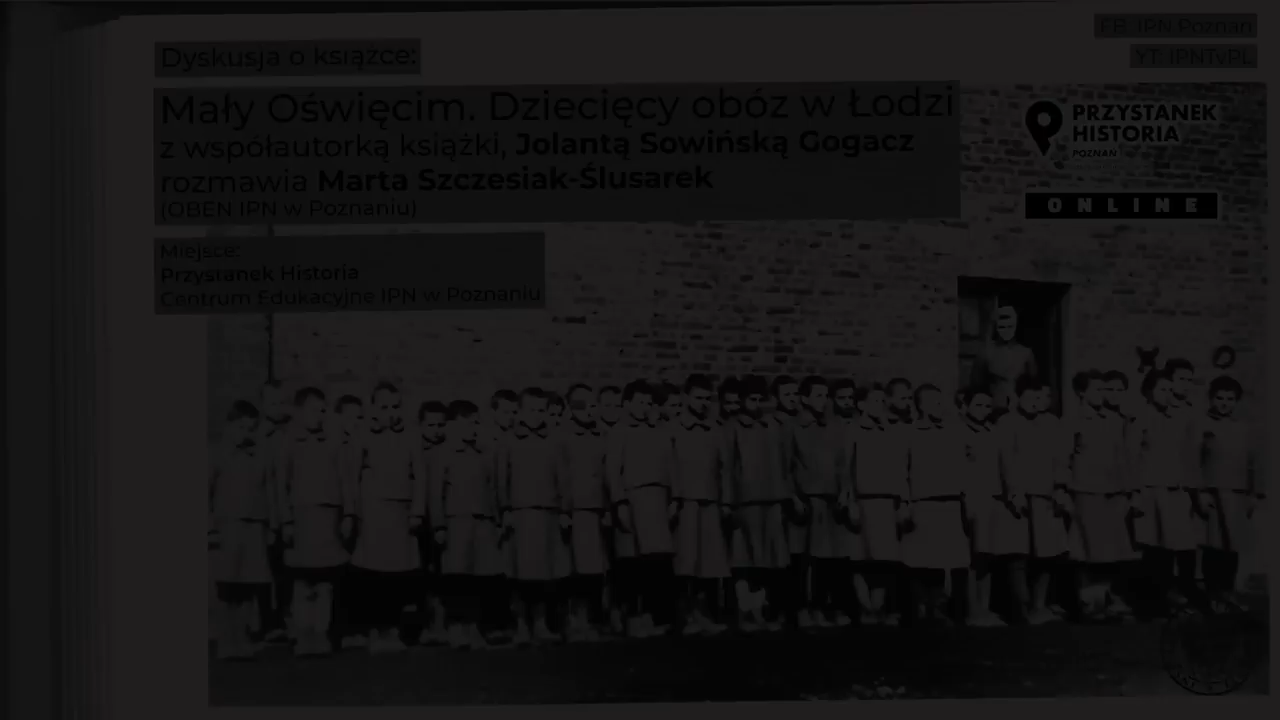 Dyskusja o książce:
FB: IPN.Poznan
YT: IPNTvPL
Mały Oświęcim. Dziecięcy obóz w Łodzi
z współautorką książki, Jolantą Sowińską Gogacz
rozmawia Marta Szczesiak-Ślusarek
(OBEN IPN w Poznaniu)
PRZYSTANEK
HISTORIA
POZNAŃ
ONLINE
Miejsce:
Przystanek Historia
Centrum Edukacyjne IPN w Poznaniu